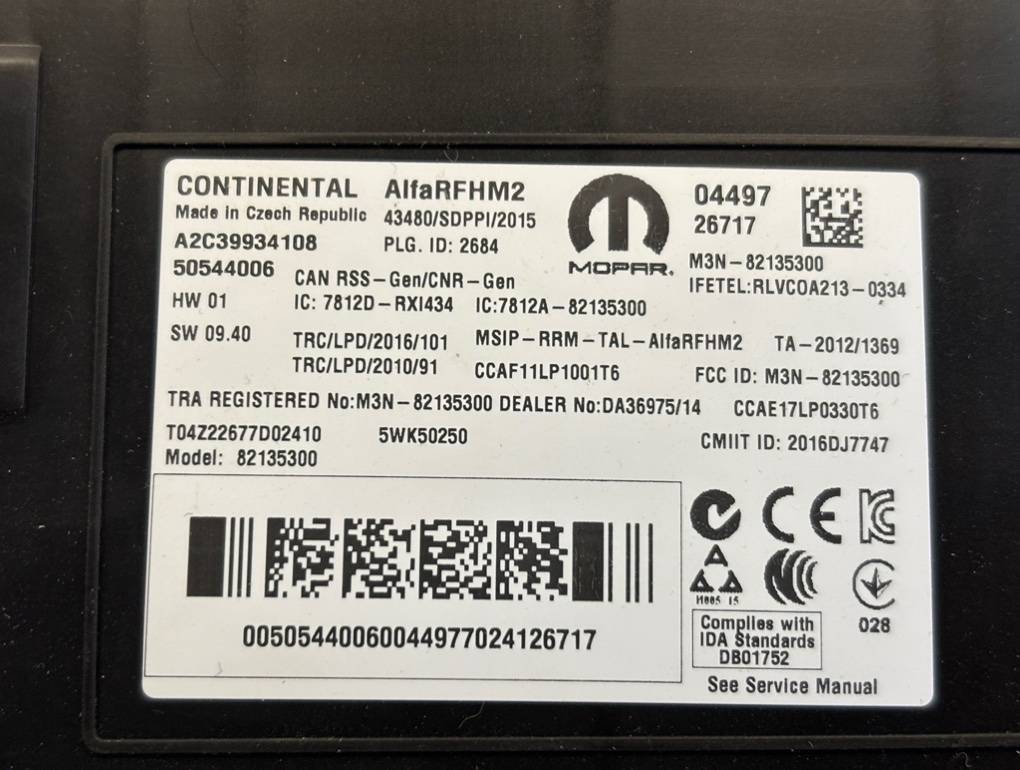 CONTINENTAL AlfaRFHM2
Made in Czech Republic 43480/SDPPI/2015
A2C39934108 PLG. ID: 2684
MOPAR.
04497
26717
M3N-82135300
IFETEL:RLVCOA213-0334
50544006 CAN RSS-Gen/CNR-Gen
HW 01 IC: 7812D-RXI434 IC:7812A-82135300
SW 09.40 TRC/LPD/2016/101 MSIP-RRM-TAL-AlfaRFHM2 TA-2012/1369
TRC/LPD/2010/91 CCAF11LP1001T6 FCC ID: M3N-82135300
TRA REGISTERED No:M3N-82135300 DEALER No:DA36975/14 CCAE17LP0330T6
T04Z22677D02410 5WK50250 CMIIT ID: 2016DJ7747
Model: 82135300
00505440060044977024126717
CE
028
Complies with
IDA Standards
DB01752
See Service Manual